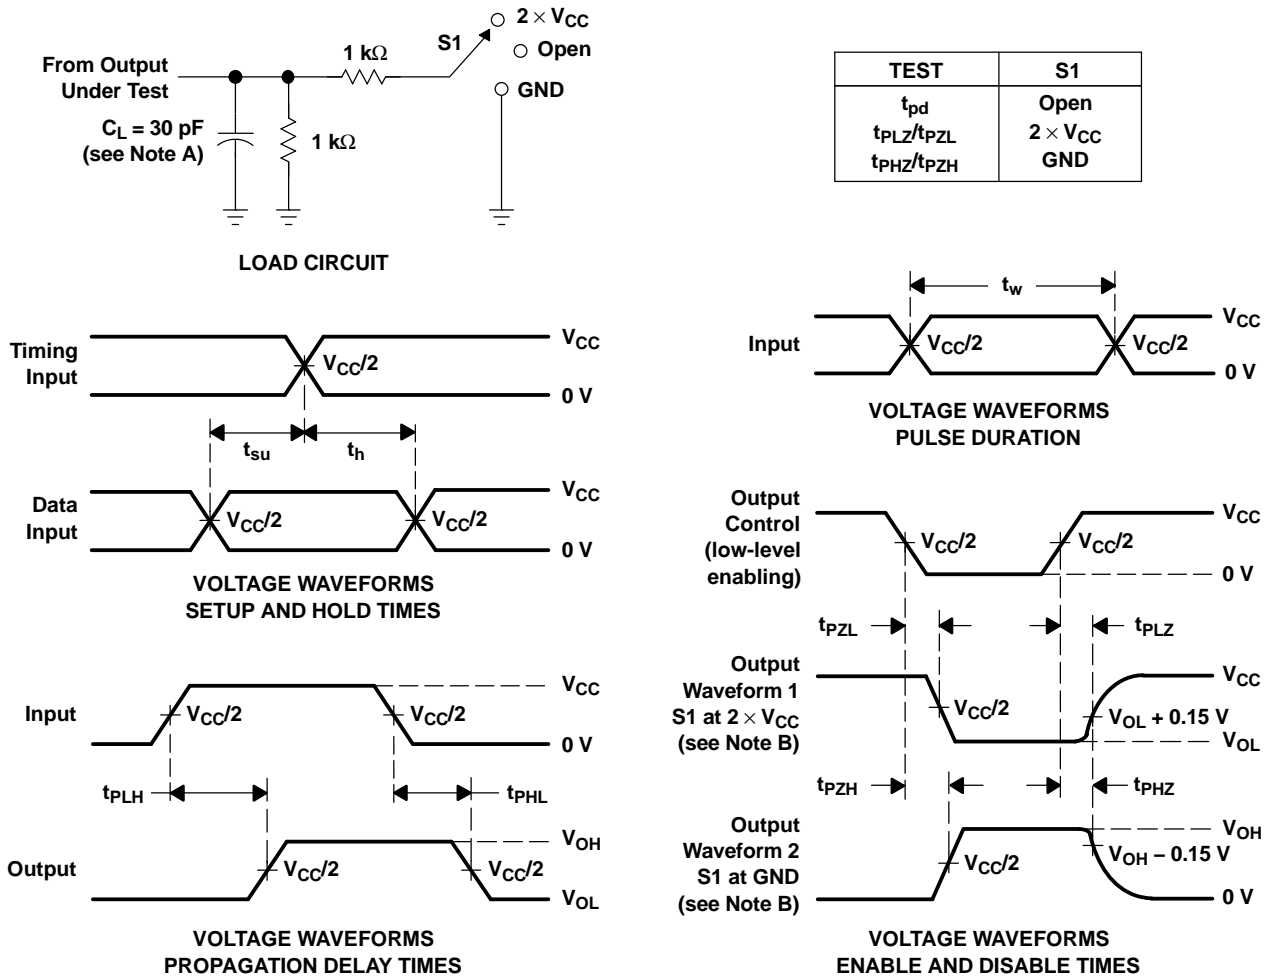 From Output
Under Test
C_L = 30 pF
(see Note A)
1 kΩ
1 kΩ
S1
2 × V_CC
Open
GND
LOAD CIRCUIT
TEST S1
t_pd Open
t_PLZ/t_PZL 2 × V_CC
t_PHZ/t_PZH GND
Timing
Input
V_CC/2
V_CC
0 V
t_su
t_h
Data
Input
V_CC/2
V_CC/2
V_CC
0 V
VOLTAGE WAVEFORMS
SETUP AND HOLD TIMES
t_w
Input
V_CC/2
V_CC/2
V_CC
0 V
VOLTAGE WAVEFORMS
PULSE DURATION
Input
V_CC/2
V_CC/2
V_CC
0 V
t_PLH
t_PHL
Output
V_CC/2
V_CC/2
V_OH
V_OL
VOLTAGE WAVEFORMS
PROPAGATION DELAY TIMES
Output
Control
(low-level
enabling)
V_CC/2
V_CC/2
V_CC
0 V
t_PZL
t_PLZ
Output
Waveform 1
S1 at 2 × V_CC
(see Note B)
V_CC/2
V_CC
V_OL + 0.15 V
V_OL
t_PZH
t_PHZ
Output
Waveform 2
S1 at GND
(see Note B)
V_CC/2
V_OH
V_OH – 0.15 V
0 V
VOLTAGE WAVEFORMS
ENABLE AND DISABLE TIMES